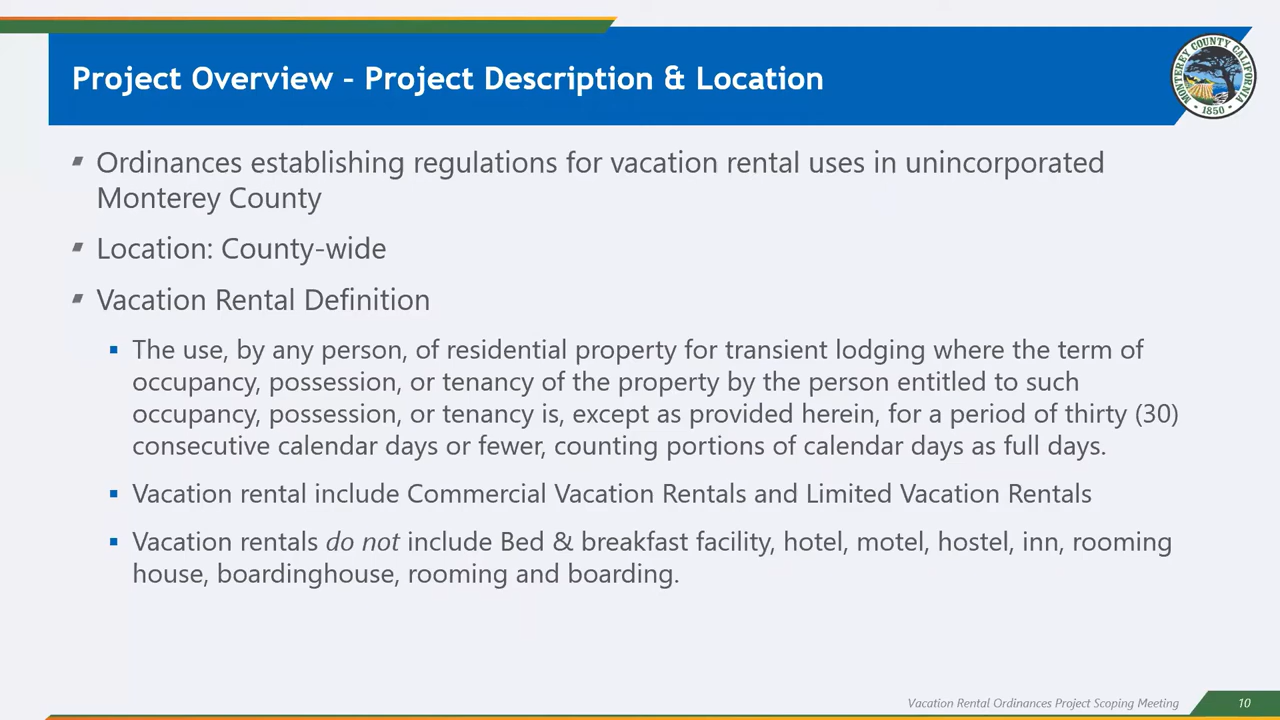 Project Overview – Project Description & Location
MONTEREY COUNTY CALIFORNIA
1850
Ordinances establishing regulations for vacation rental uses in unincorporated
Monterey County
Location: County-wide
Vacation Rental Definition
The use, by any person, of residential property for transient lodging where the term of
occupancy, possession, or tenancy of the property by the person entitled to such
occupancy, possession, or tenancy is, except as provided herein, for a period of thirty (30)
consecutive calendar days or fewer, counting portions of calendar days as full days.
Vacation rental include Commercial Vacation Rentals and Limited Vacation Rentals
Vacation rentals do not include Bed & breakfast facility, hotel, motel, hostel, inn, rooming
house, boardinghouse, rooming and boarding.
Vacation Rental Ordinances Project Scoping Meeting
10